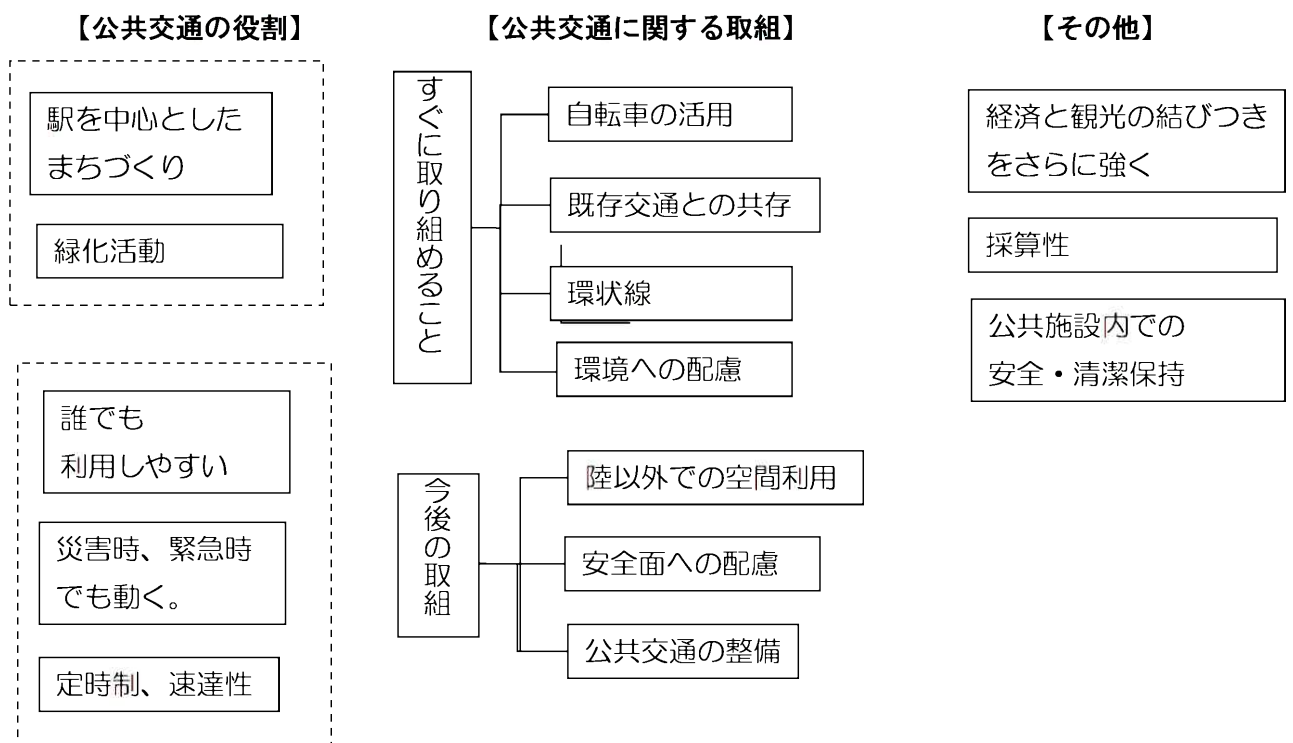 【公共交通の役割】
駅を中心とした
まちづくり
緑化活動
誰でも
利用しやすい
災害時、緊急時
でも動く。
定時制、速達性
【公共交通に関する取組】
すぐに取り組めること
自転車の活用
既存交通との共存
環状線
環境への配慮
今後の取組
陸以外での空間利用
安全面への配慮
公共交通の整備
【その他】
経済と観光の結びつき
をさらに強く
採算性
公共施設内での
安全・清潔保持